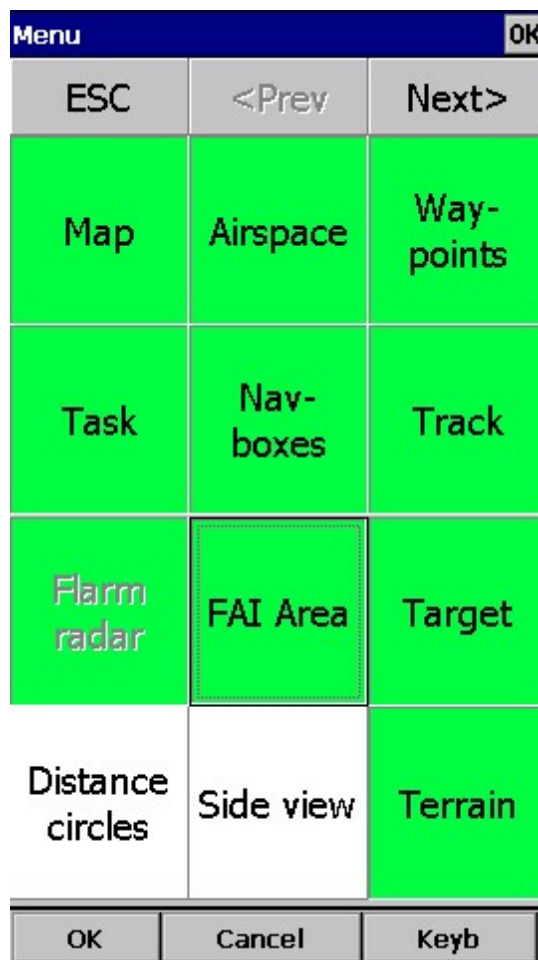 Menu OK
ESC <Prev Next>
Map Airspace Way-
points
Task Nav-
boxes Track
Flarm
radar FAI Area Target
Distance
circles Side view Terrain
OK Cancel Keyb